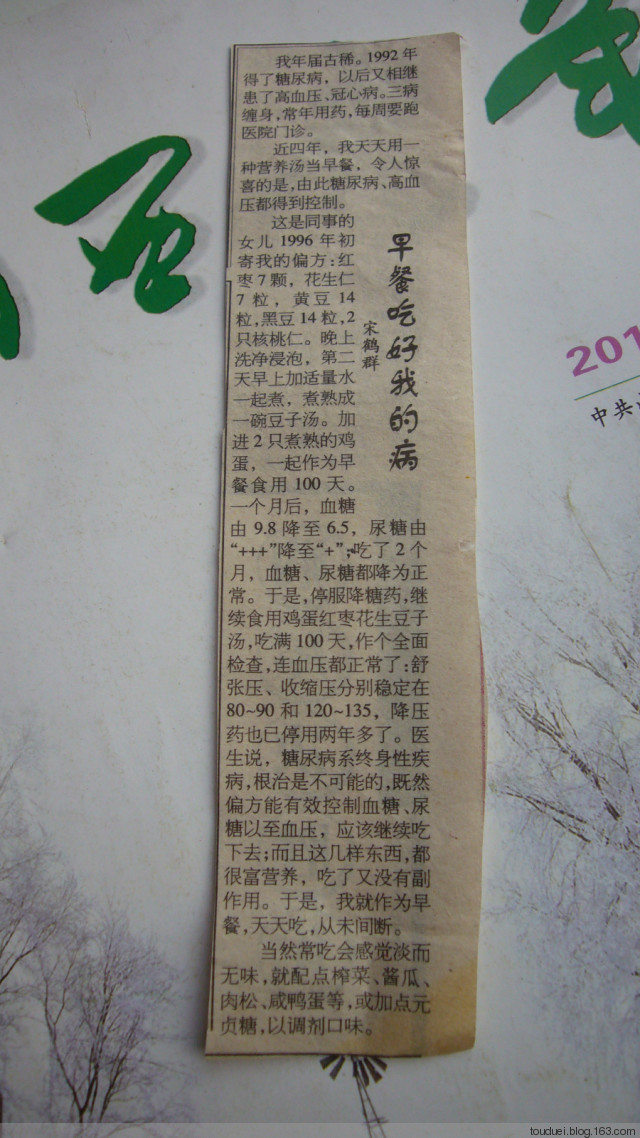 早餐吃好我的病
宋鹤群
我年届古稀。1992年
得了糖尿病，以后又相继
患了高血压、冠心病。三病
缠身，常年用药，每周要跑
医院门诊。
近四年，我天天用一
种营养汤当早餐，令人惊
喜的是，由此糖尿病、高血
压都得到控制。
这是同事的
女儿1996年初
寄我的偏方：红
枣7颗，花生仁
7粒，黄豆14
粒，黑豆14粒，2
只核桃仁。晚上
洗净浸泡，第二
天早上加适量水
一起煮，煮熟成
一碗豆子汤。加
进2只煮熟的鸡
蛋，一起作为早
餐食用100天。
一个月后，血糖
由9.8降至6.5，尿糖由
“+++”降至“+”；吃了2个
月，血糖、尿糖都降为正
常。于是，停服降糖药，继
续食用鸡蛋红枣花生豆子
汤，吃满100天，作个全面
检查，连血压都正常了：舒
张压、收缩压分别稳定在
80~90和120~135，降压
药也已停用两年多了。医
生说，糖尿病系终身性疾
病，根治是不可能的，既然
偏方能有效控制血糖、尿
糖以至血压，应该继续吃
下去；而且这几样东西，都
很富营养，吃了又没有副
作用。于是，我就作为早
餐，天天吃，从未间断。
当然常吃会感觉淡而
无味，就配点榨菜、酱瓜、
肉松、咸鸭蛋等，或加点元
贞糖，以调剂口味。
201
中共
touduei.blog.163.com